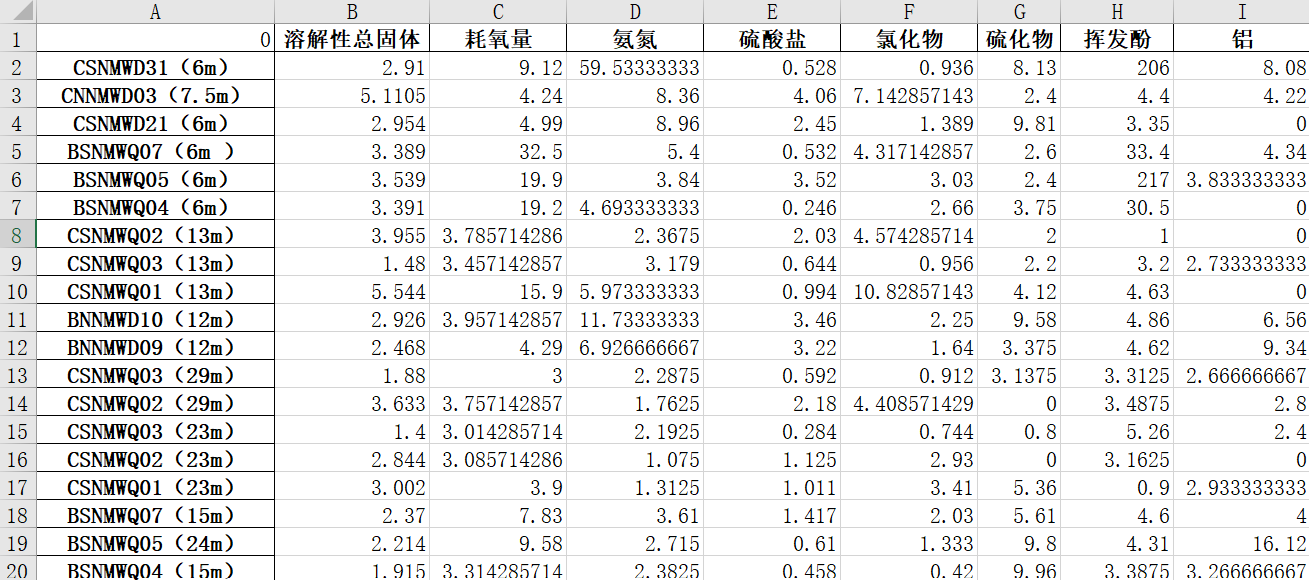 A B C D E F G H I
1 0 溶解性总固体 耗氧量 氨氮 硫酸盐 氯化物 硫化物 挥发酚 铝
2 CSNMWD31（6m） 2.91 9.12 59.53333333 0.528 0.936 8.13 206 8.08
3 CNNMWD03（7.5m） 5.1105 4.24 8.36 4.06 7.142857143 2.4 4.4 4.22
4 CSNMWD21（6m） 2.954 4.99 8.96 2.45 1.389 9.81 3.35 0
5 BSNMWQ07（6m ） 3.389 32.5 5.4 0.532 4.317142857 2.6 33.4 4.34
6 BSNMWQ05（6m） 3.539 19.9 3.84 3.52 3.03 2.4 217 3.833333333
7 BSNMWQ04（6m） 3.391 19.2 4.693333333 0.246 2.66 3.75 30.5 0
8 CSNMWQ02（13m） 3.955 3.785714286 2.3675 2.03 4.574285714 2 1 0
9 CSNMWQ03（13m） 1.48 3.457142857 3.179 0.644 0.956 2.2 3.2 2.733333333
10 CSNMWQ01（13m） 5.544 15.9 5.973333333 0.994 10.82857143 4.12 4.63 0
11 BNNMWD10（12m） 2.926 3.957142857 11.73333333 3.46 2.25 9.58 4.86 6.56
12 BNNMWD09（12m） 2.468 4.29 6.926666667 3.22 1.64 3.375 4.62 9.34
13 CSNMWQ03（29m） 1.88 3 2.2875 0.592 0.912 3.1375 3.3125 2.666666667
14 CSNMWQ02（29m） 3.633 3.757142857 1.7625 2.18 4.408571429 0 3.4875 2.8
15 CSNMWQ03（23m） 1.4 3.014285714 2.1925 0.284 0.744 0.8 5.26 2.4
16 CSNMWQ02（23m） 2.844 3.085714286 1.075 1.125 2.93 0 3.1625 0
17 CSNMWQ01（23m） 3.002 3.9 1.3125 1.011 3.41 5.36 0.9 2.933333333
18 BSNMWQ07（15m） 2.37 7.83 3.61 1.417 2.03 5.61 4.6 4
19 BSNMWQ05（24m） 2.214 9.58 2.715 0.61 1.333 9.8 4.31 16.12
20 BSNMWQ04（15m） 1.915 3.314285714 2.3825 0.458 0.42 9.96 3.3875 3.266666667